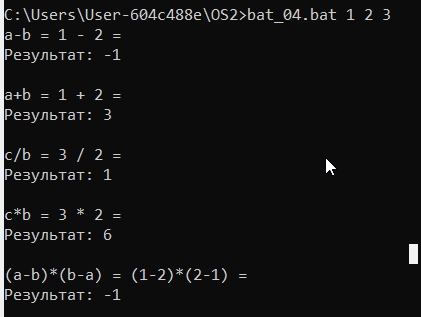 C:\Users\User-604c488e\OS2>bat_04.bat 1 2 3
a-b = 1 - 2 =
Результат: -1
a+b = 1 + 2 =
Результат: 3
c/b = 3 / 2 =
Результат: 1
c*b = 3 * 2 =
Результат: 6
(a-b)*(b-a) = (1-2)*(2-1) =
Результат: -1